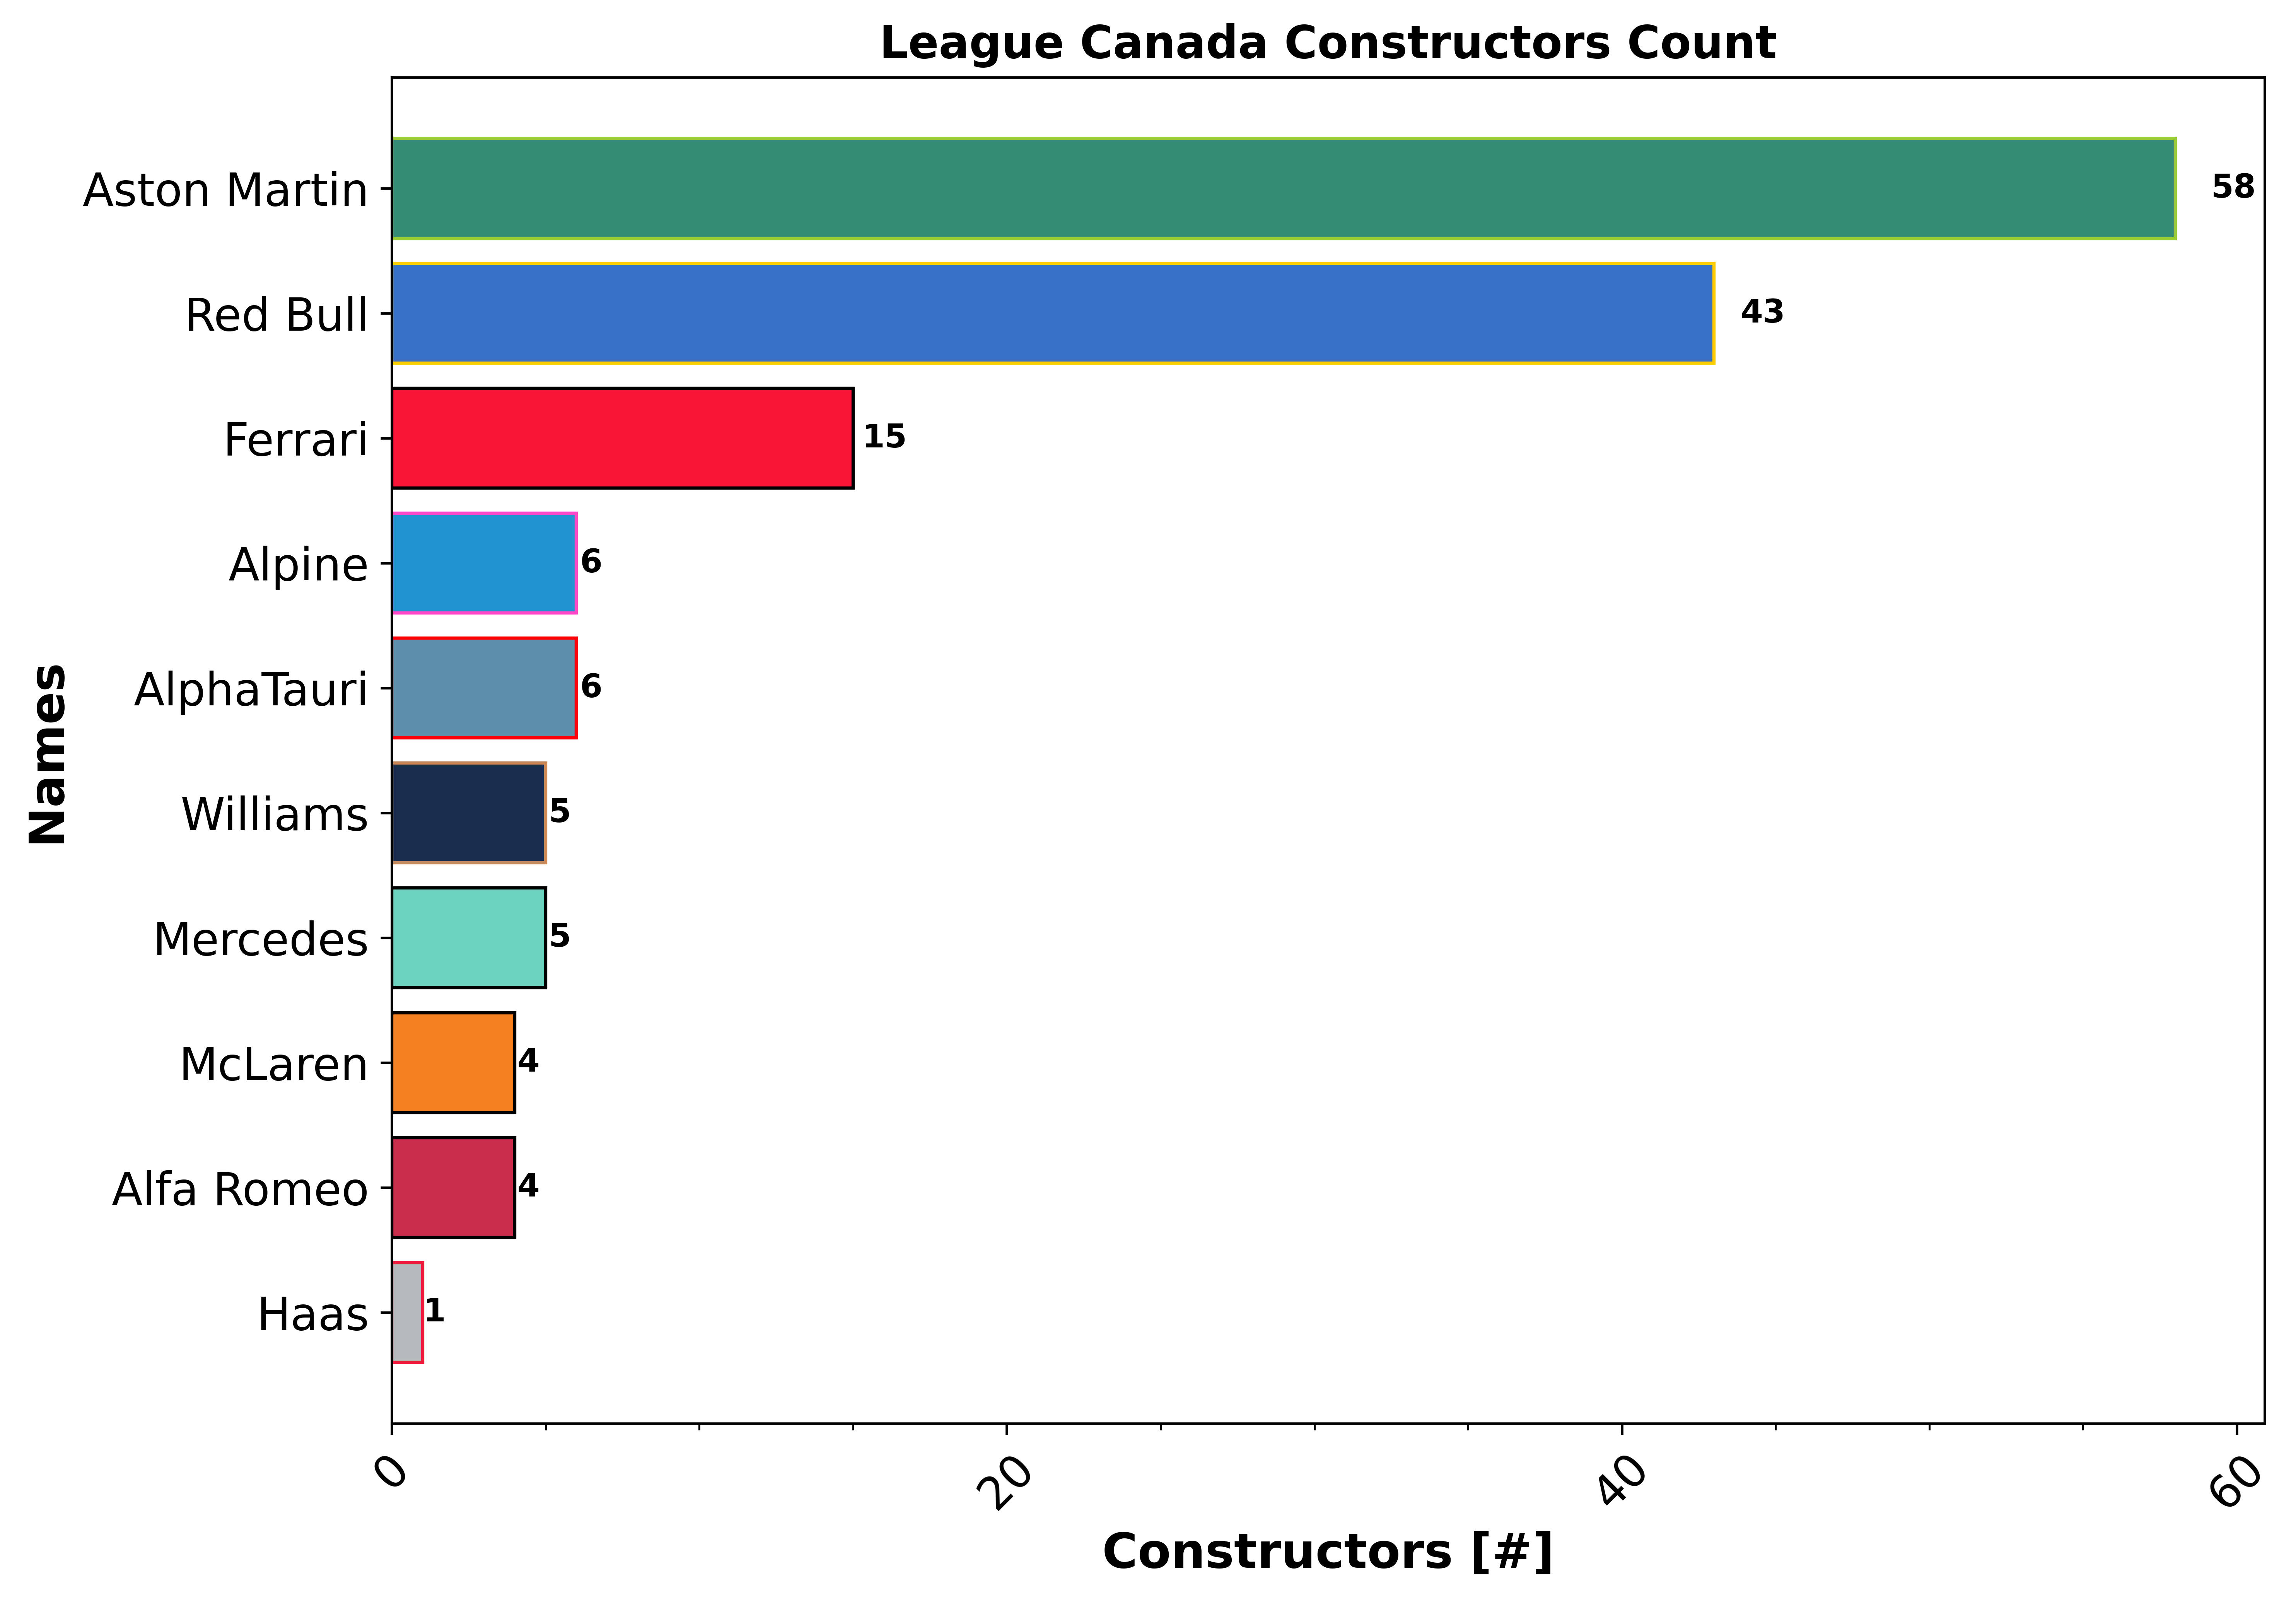 League Canada Constructors Count
Aston Martin 58
Red Bull 43
Ferrari 15
Alpine 6
AlphaTauri 6
Williams 5
Mercedes 5
McLaren 4
Alfa Romeo 4
Haas 1
Names
0 20 40 60
Constructors [#]